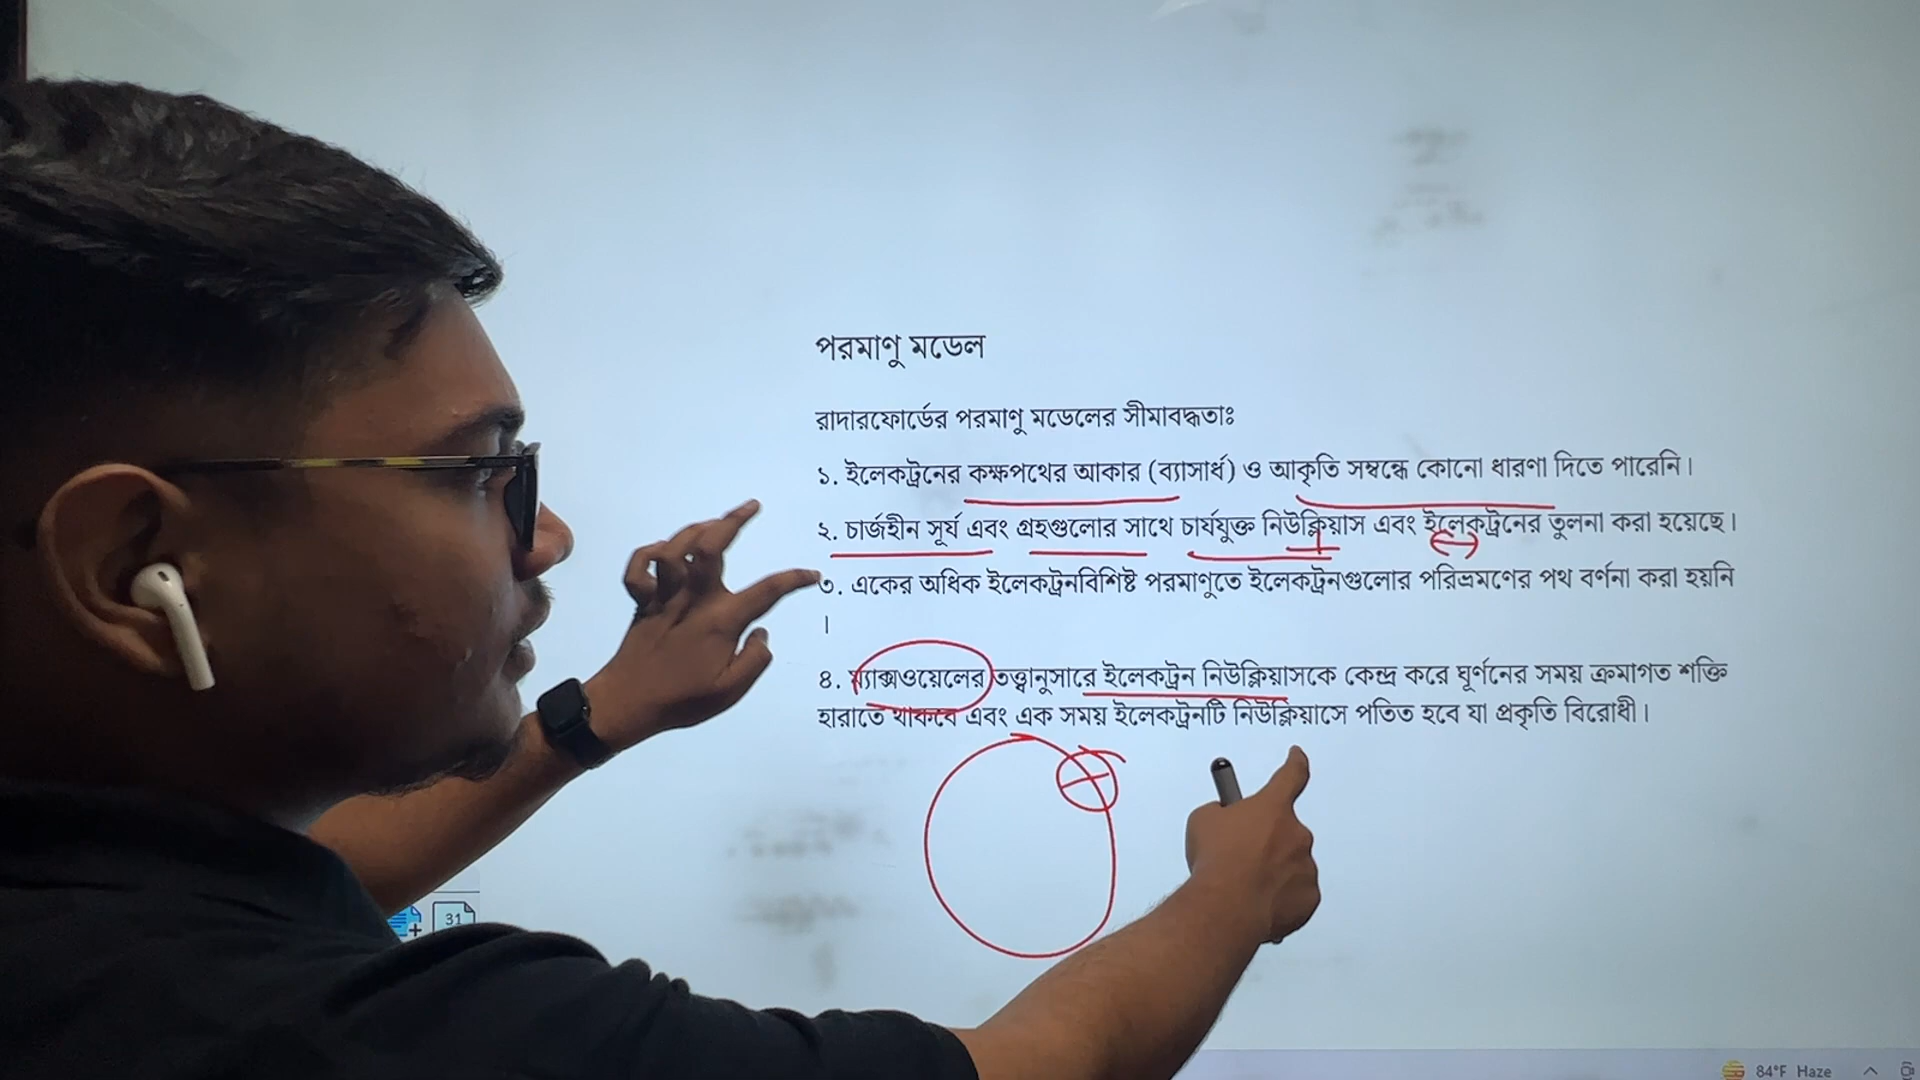 পরমাণু মডেল
রাদারফোর্ডের পরমাণু মডেলের সীমাবদ্ধতাঃ
১. ইলেকট্রনের কক্ষপথের আকার (ব্যাসার্ধ) ও আকৃতি সম্বন্ধে কোনো ধারণা দিতে পারেনি।
২. চার্জহীন সূর্য এবং গ্রহগুলোর সাথে চার্যযুক্ত নিউক্লিয়াস এবং ইলেকট্রনের তুলনা করা হয়েছে।
৩. একের অধিক ইলেকট্রনবিশিষ্ট পরমাণুতে ইলেকট্রনগুলোর পরিভ্রমণের পথ বর্ণনা করা হয়নি
।
৪. ম্যাক্সওয়েলের তত্ত্বানুসারে ইলেকট্রন নিউক্লিয়াসকে কেন্দ্র করে ঘূর্ণনের সময় ক্রমাগত শক্তি
হারাতে থাকবে এবং এক সময় ইলেকট্রনটি নিউক্লিয়াসে পতিত হবে যা প্রকৃতি বিরোধী।
31
84°F Haze